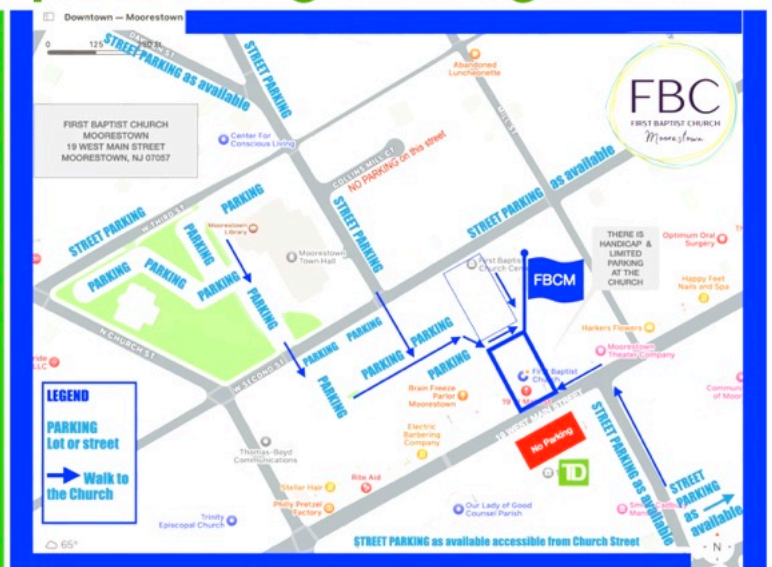 Downtown — Moorestown
0 125
STREET PARKING as available
STREET PARKING
Abandoned
Luncheonette
FBC
FIRST BAPTIST CHURCH
Moorestown
FIRST BAPTIST CHURCH
MOORESTOWN
19 WEST MAIN STREET
MOORESTOWN, NJ 07057
Center For
Conscious Living
MILL ST
COLLINS MILL CT
NO PARKING on this street
STREET PARKING as available
W THIRD ST
STREET PARKING
PARKING
STREET PARKING
Moorestown
Library
PARKING
Moorestown
Town Hall
PARKING
PARKING
PARKING
PARKING
THERE IS
HANDICAP &
LIMITED
PARKING
AT THE
CHURCH
Optimum Oral
Surgery
First Baptist
Church
FBCM
Happy Feet
Nails and Spa
Harkers Flowers
Moorestown
Theater Company
N CHURCH ST
W SECOND ST
PARKING
PARKING
PARKING
PARKING
PARKING
PARKING
First Baptist
Church
Brain Freeze
Parlor
Moorestown
19 WEST MAIN STREET
No Parking
TD
Electric
Barbering
Company
LEGEND
PARKING
Lot or street
Walk to
the Church
Thomas-Boyd
Communications
Stellar Hair
Rite Aid
Philly Pretzel
Factory
Trinity
Episcopal Church
Our Lady of Good
Counsel Parish
STREET PARKING as available
STREET
PARKING
as
available
65°
STREET PARKING as available accessible from Church Street
N